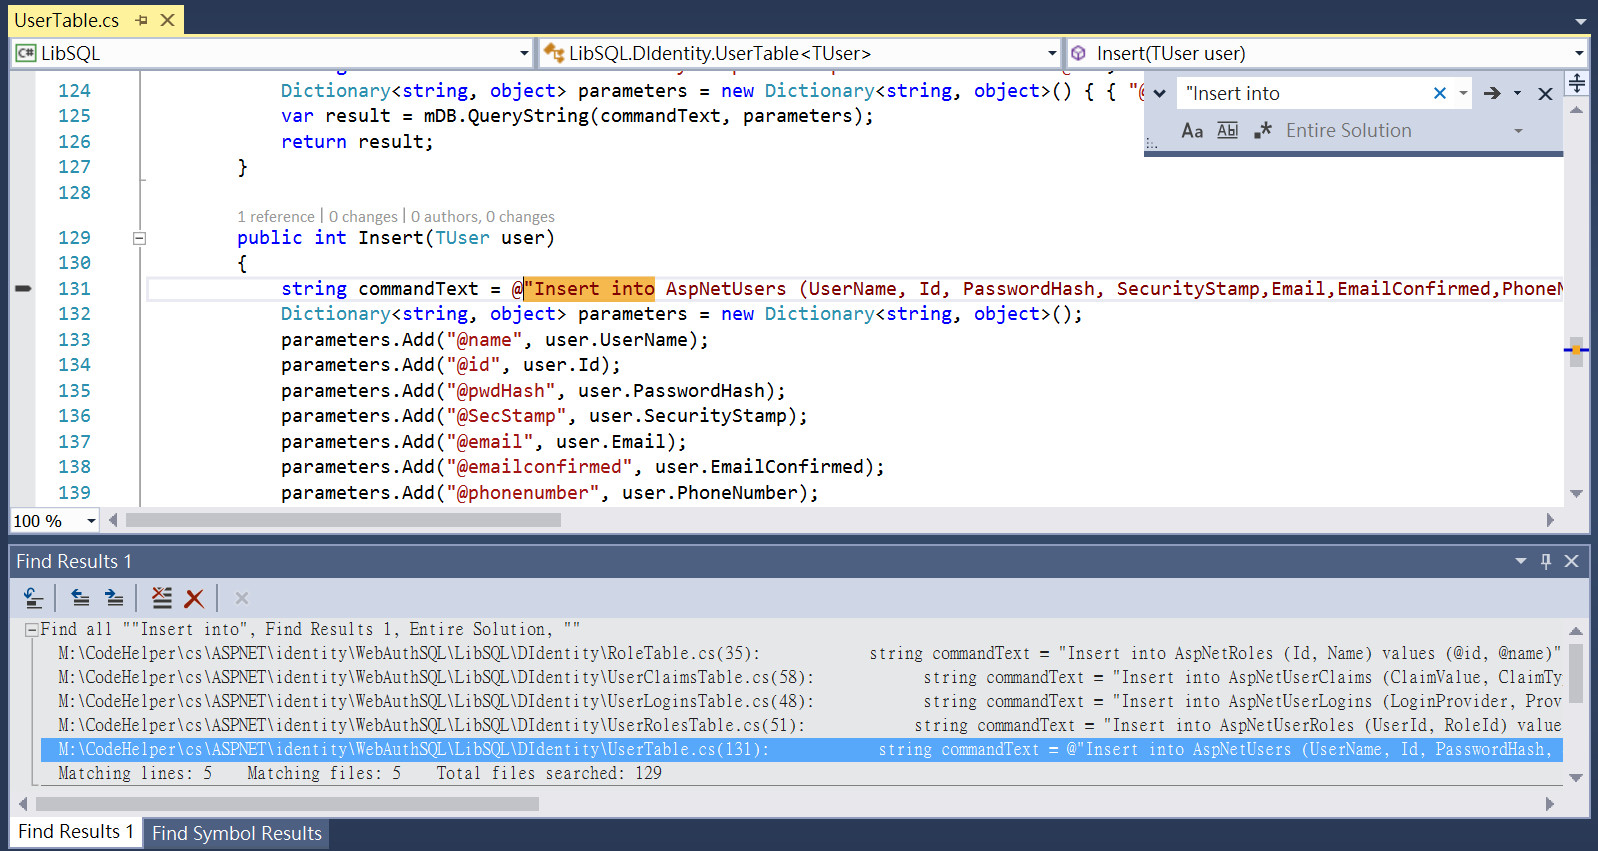 UserTable.cs
LibSQL
LibSQL.DIdentity.UserTable<TUser>
Insert(TUser user)
"Insert into
Aa Abl .* Entire Solution
124 Dictionary<string, object> parameters = new Dictionary<string, object>() { { "@
125 var result = mDB.QueryString(commandText, parameters);
126 return result;
127 }
128
1 reference | 0 changes | 0 authors, 0 changes
129 public int Insert(TUser user)
130 {
131 string commandText = @"Insert into AspNetUsers (UserName, Id, PasswordHash, SecurityStamp,Email,EmailConfirmed,PhoneN
132 Dictionary<string, object> parameters = new Dictionary<string, object>();
133 parameters.Add("@name", user.UserName);
134 parameters.Add("@id", user.Id);
135 parameters.Add("@pwdHash", user.PasswordHash);
136 parameters.Add("@SecStamp", user.SecurityStamp);
137 parameters.Add("@email", user.Email);
138 parameters.Add("@emailconfirmed", user.EmailConfirmed);
139 parameters.Add("@phonenumber", user.PhoneNumber);
100 %
Find Results 1
Find all ""Insert into", Find Results 1, Entire Solution, ""
M:\CodeHelper\cs\ASPNET\identity\WebAuthSQL\LibSQL\DIdentity\RoleTable.cs(35): string commandText = "Insert into AspNetRoles (Id, Name) values (@id, @name)"
M:\CodeHelper\cs\ASPNET\identity\WebAuthSQL\LibSQL\DIdentity\UserClaimsTable.cs(58): string commandText = "Insert into AspNetUserClaims (ClaimValue, ClaimTy
M:\CodeHelper\cs\ASPNET\identity\WebAuthSQL\LibSQL\DIdentity\UserLoginsTable.cs(48): string commandText = "Insert into AspNetUserLogins (LoginProvider, Prov
M:\CodeHelper\cs\ASPNET\identity\WebAuthSQL\LibSQL\DIdentity\UserRolesTable.cs(51): string commandText = "Insert into AspNetUserRoles (UserId, RoleId) value
M:\CodeHelper\cs\ASPNET\identity\WebAuthSQL\LibSQL\DIdentity\UserTable.cs(131): string commandText = @"Insert into AspNetUsers (UserName, Id, PasswordHash,
Matching lines: 5 Matching files: 5 Total files searched: 129
Find Results 1
Find Symbol Results